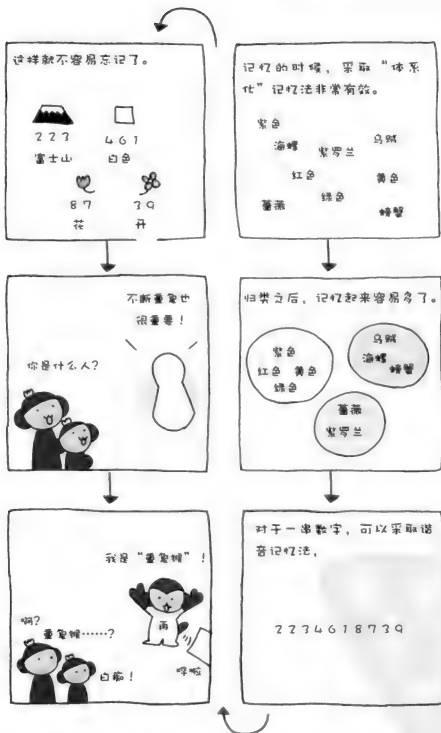 记忆的时候，采取“体系
化”记忆法非常有效。
紫色
乌贼
海螺
紫罗兰
红色
黄色
绿色
蔷薇
螃蟹
归类之后，记忆起来容易多了。
紫色
红色 黄色
绿色
乌贼
海螺
螃蟹
蔷薇
紫罗兰
对于一串数字，可以采取谐
音记忆法，
2234618739
这样就不容易忘记了。
223 461
富士山 白色
87 39
花 开
不断重复也
很重要！
你是什么人？
我是“重复猴”！
再
啊？
重复猴……？
白痴！
哗啦